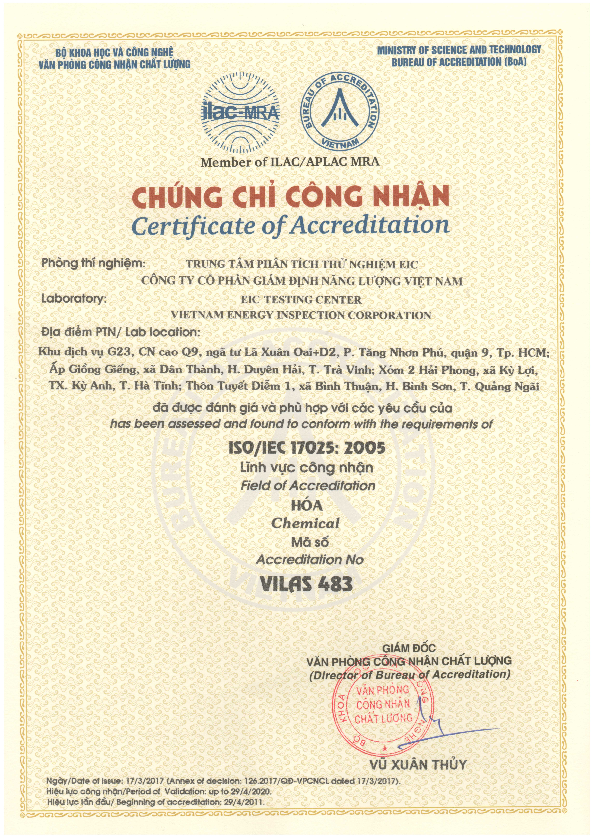 BỘ KHOA HỌC VÀ CÔNG NGHỆ
VĂN PHÒNG CÔNG NHẬN CHẤT LƯỢNG
MINISTRY OF SCIENCE AND TECHNOLOGY
BUREAU OF ACCREDITATION (BoA)
ilac-MRA
BUREAU OF ACCREDITATION
VIETNAM
Member of ILAC/APLAC MRA
CHỨNG CHỈ CÔNG NHẬN
Certificate of Accreditation
Phòng thí nghiệm: TRUNG TÂM PHÂN TÍCH THỬ NGHIỆM EIC
CÔNG TY CỔ PHẦN GIÁM ĐỊNH NĂNG LƯỢNG VIỆT NAM
Laboratory: EIC TESTING CENTER
VIETNAM ENERGY INSPECTION CORPORATION
Địa điểm PTN/ Lab location:
Khu dịch vụ G23, CN cao Q9, ngã tư Lã Xuân Oai+D2, P. Tăng Nhơn Phú, quận 9, Tp. HCM;
Ấp Giồng Giếng, xã Dân Thành, H. Duyên Hải, T. Trà Vinh; Xóm 2 Hải Phong, xã Kỳ Lợi,
TX. Kỳ Anh, T. Hà Tĩnh; Thôn Tuyết Diêm 1, xã Bình Thuận, H. Bình Sơn, T. Quảng Ngãi
đã được đánh giá và phù hợp với các yêu cầu của
has been assessed and found to conform with the requirements of
ISO/IEC 17025: 2005
Lĩnh vực công nhận
Field of Accreditation
HÓA
Chemical
Mã số
Accreditation No
VILAS 483
GIÁM ĐỐC
VĂN PHÒNG CÔNG NHẬN CHẤT LƯỢNG
(Director of Bureau of Accreditation)
BỘ KHOA HỌC VÀ CÔNG NGHỆ
VĂN PHÒNG
CÔNG NHẬN
CHẤT LƯỢNG
VŨ XUÂN THỦY
Ngày/Date of Issue: 17/3/2017 (Annex of decision: 126.2017/QĐ-VPCNCL dated 17/3/2017).
Hiệu lực công nhận/Period of Validation: up to 29/4/2020.
Hiệu lực lần đầu/ Beginning of accreditation: 29/4/2011.